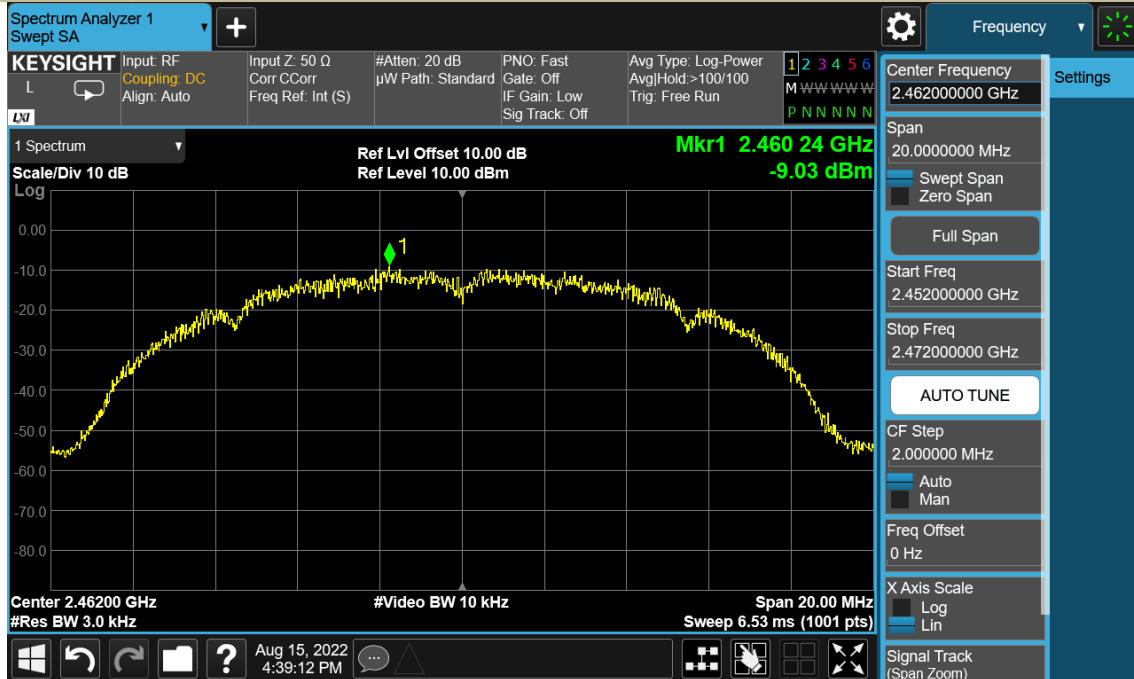 Spectrum Analyzer 1
Swept SA
Frequency
KEYSIGHT
L
LXI
Input: RF
Coupling: DC
Align: Auto
Input Z: 50 Ω
Corr CCorr
Freq Ref: Int (S)
#Atten: 20 dB
µW Path: Standard
PNO: Fast
Gate: Off
IF Gain: Low
Sig Track: Off
Avg Type: Log-Power
Avg|Hold:>100/100
Trig: Free Run
1 2 3 4 5 6
M W W W W W
P N N N N N
Center Frequency
2.462000000 GHz
Settings
1 Spectrum
Scale/Div 10 dB
Ref Lvl Offset 10.00 dB
Ref Level 10.00 dBm
Mkr1 2.460 24 GHz
-9.03 dBm
Log
0.00
-10.0
-20.0
-30.0
-40.0
-50.0
-60.0
-70.0
-80.0
1
Center 2.46200 GHz
#Res BW 3.0 kHz
#Video BW 10 kHz
Span 20.00 MHz
Sweep 6.53 ms (1001 pts)
Span
20.0000000 MHz
Swept Span
Zero Span
Full Span
Start Freq
2.452000000 GHz
Stop Freq
2.472000000 GHz
AUTO TUNE
CF Step
2.000000 MHz
Auto
Man
Freq Offset
0 Hz
X Axis Scale
Log
Lin
Signal Track
(Span Zoom)
?
Aug 15, 2022
4:39:12 PM